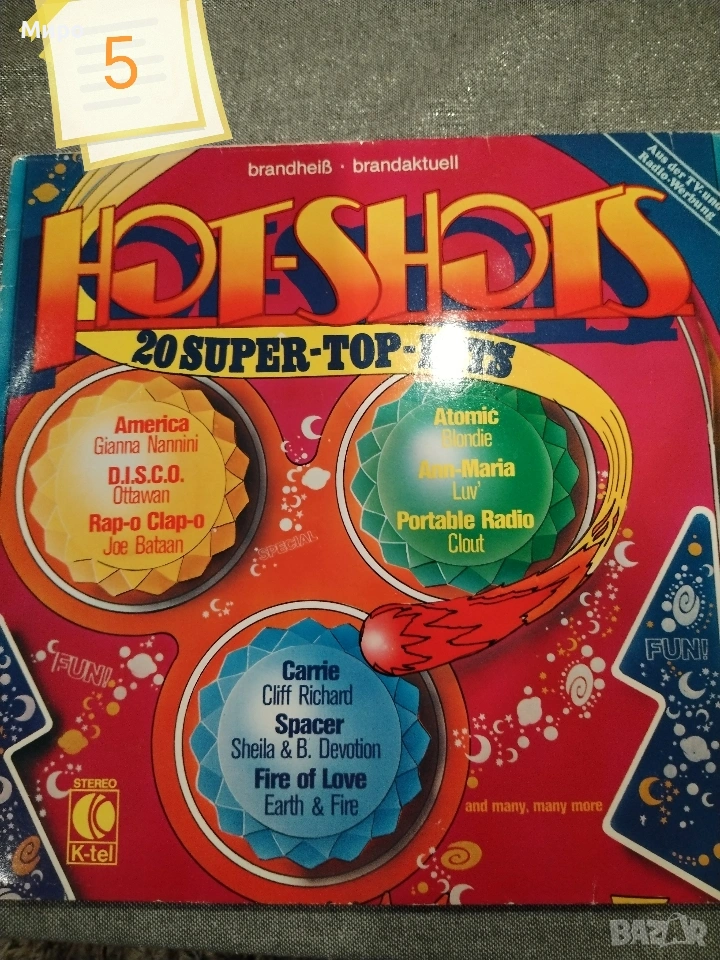 Мира
5
brandheiß · brandaktuell
Aus der TV-und
Radio-Werbung
HOT-SHOTS
20 SUPER-TOP-HITS
America
Gianna Nannini
D.I.S.C.O.
Ottawan
Rap-o Clap-o
Joe Bataan
Atomic
Blondie
Ann-Maria
Luv'
Portable Radio
Clout
SPECIAL
FUN!
FUN!
Carrie
Cliff Richard
Spacer
Sheila & B. Devotion
Fire of Love
Earth & Fire
and many, many more
STEREO
K-tel
BAZAR